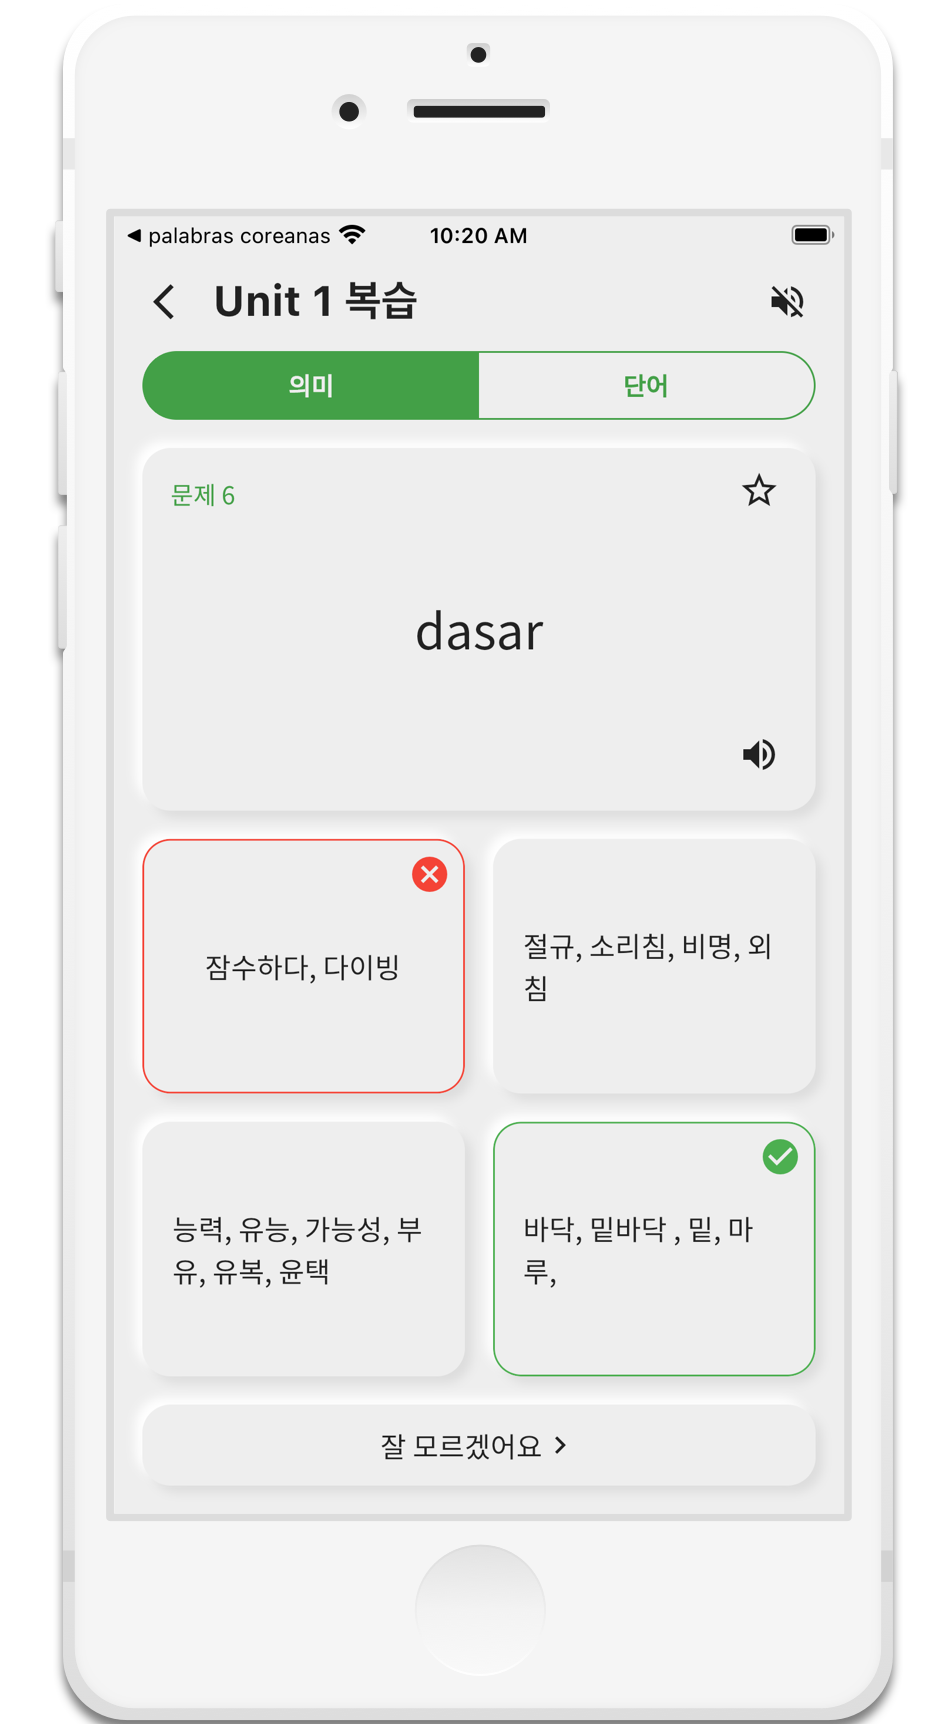 palabras coreanas
10:20 AM
Unit 1 복습
의미
단어
문제 6
dasar
잠수하다, 다이빙
절규, 소리침, 비명, 외
침
능력, 유능, 가능성, 부
유, 유복, 윤택
바닥, 밑바닥 , 밑, 마
루,
잘 모르겠어요